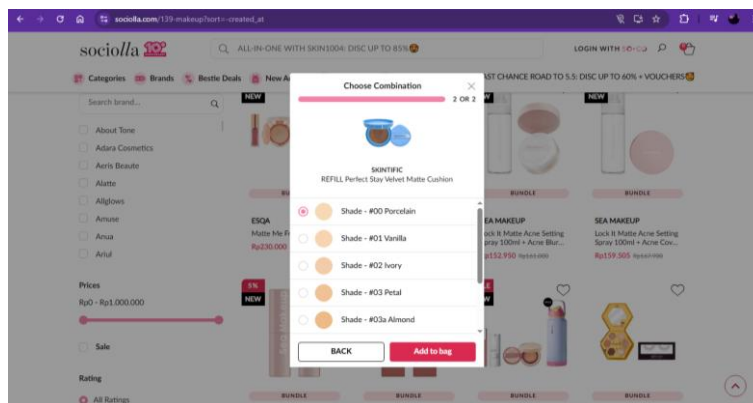 sociolla.com/139-makeup?sort=-created_at
sociolla
ALL-IN-ONE WITH SKIN1004: DISC UP TO 85%
LOGIN WITH
Categories
Brands
Bestie Deals
New
AST CHANCE ROAD TO 5.5: DISC UP TO 60% + VOUCHERS
Search brand...
About Tone
Adara Cosmetics
Aeris Beaute
Alatte
Allglows
Amuse
Anua
Ariul
Prices
Rp0 - Rp1.000.000
Sale
Rating
All Ratings
NEW
ESQA
Matte Me
Rp230.000
5%
NEW
BUNDLE
Choose Combination
2 OR 2
SKINTIFIC
REFILL Perfect Stay Velvet Matte Cushion
Shade - #00 Porcelain
Shade - #01 Vanilla
Shade - #02 Ivory
Shade - #03 Petal
Shade - #03a Almond
BACK
Add to bag
BUNDLE
EA MAKEUP
ock It Matte Acne Setting
pray 100ml + Acne Blur...
p152.950
BUNDLE
NEW
BUNDLE
SEA MAKEUP
Lock It Matte Acne Setting
Spray 100ml + Acne Cov...
Rp159.505
BUNDLE
BUNDLE
BUNDLE